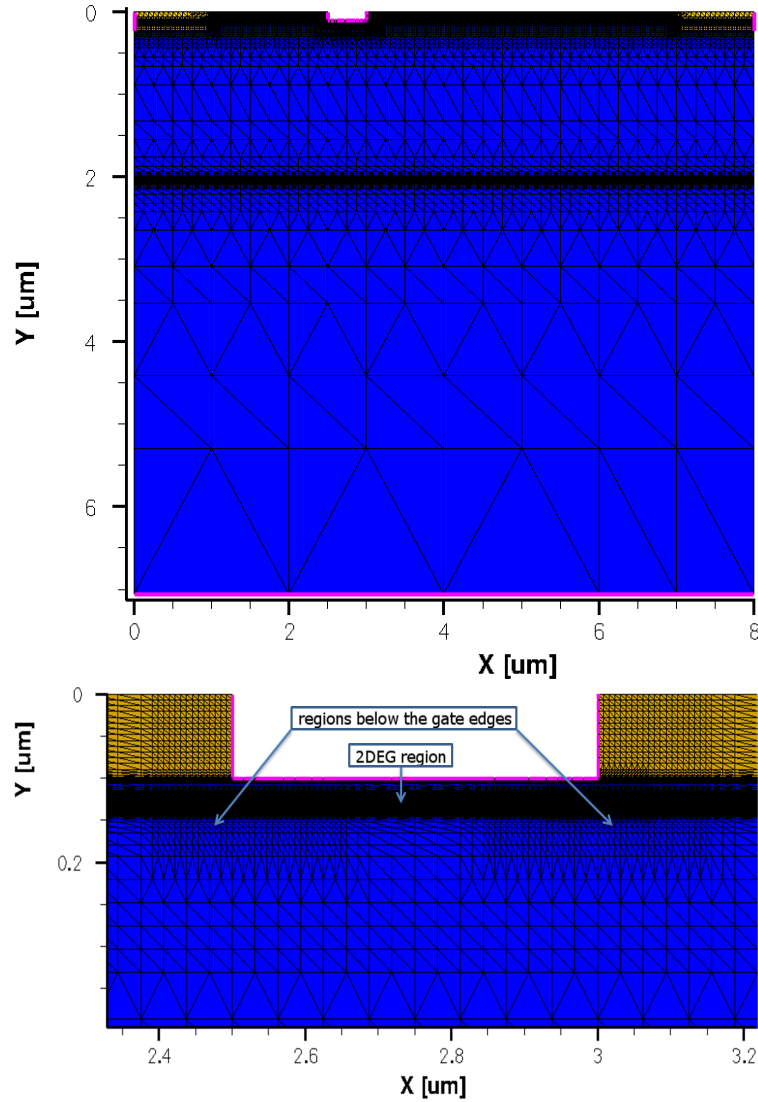 0
2
4
6
Y [um]
0 2 4 6 8
X [um]
0
0.2
Y [um]
regions below the gate edges
2DEG region
2.4 2.6 2.8 3 3.2
X [um]